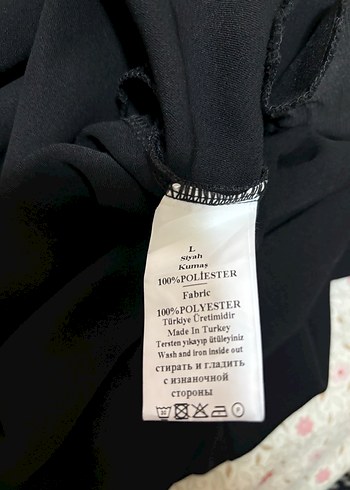 L
Siyah
Kumaş
100%POLİESTER
Fabric
100%POLYESTER
Türkiye Üretimidir
Made In Turkey
Tersten yıkayıp ütüleyiniz
Wash and iron inside out
стирать и гладить
с изнаночной
стороны